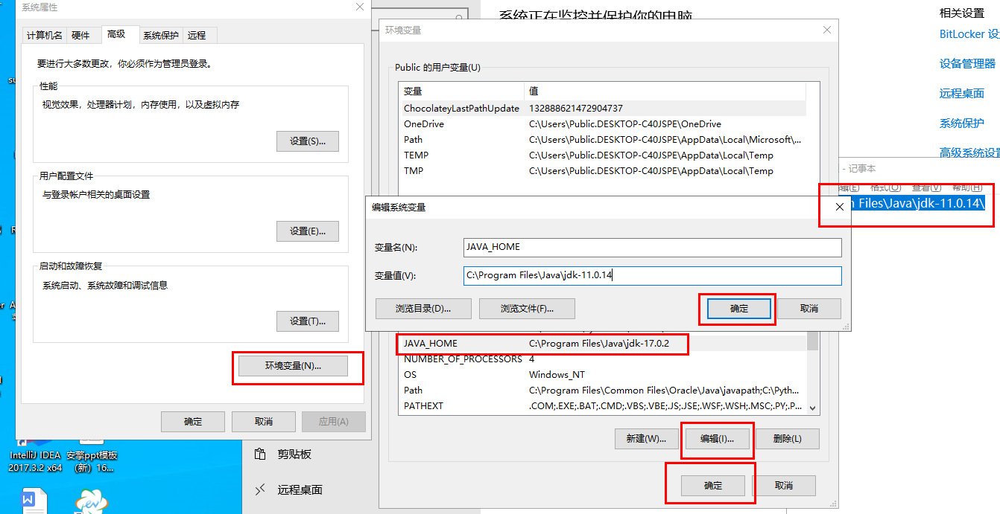 系统属性
计算机名
硬件
高级
系统保护
远程
要进行大多数更改，你必须作为管理员登录。
性能
视觉效果，处理器计划，内存使用，以及虚拟内存
设置(S)...
用户配置文件
与登录帐户相关的桌面设置
设置(E)...
启动和故障恢复
系统启动、系统故障和调试信息
设置(T)...
环境变量(N)...
确定
取消
应用(A)
IntelliJ IDEA
2017.3.2 x64
安擎ppt模板
（新）16...
剪贴板
远程桌面
系统正在监控并保护你的电脑
环境变量
Public 的用户变量(U)
变量 值
ChocolateyLastPathUpdate 132888621472904737
OneDrive C:\Users\Public.DESKTOP-C40JSPE\OneDrive
Path C:\Users\Public.DESKTOP-C40JSPE\AppData\Local\Microsoft\...
TEMP C:\Users\Public.DESKTOP-C40JSPE\AppData\Local\Temp
TMP C:\Users\Public.DESKTOP-C40JSPE\AppData\Local\Temp
编辑系统变量
变量名(N):
JAVA_HOME
变量值(V):
C:\Program Files\Java\jdk-11.0.14
浏览目录(D)...
浏览文件(F)...
确定
取消
JAVA_HOME C:\Program Files\Java\jdk-17.0.2
NUMBER_OF_PROCESSORS 4
OS Windows_NT
Path C:\Program Files\Common Files\Oracle\Java\javapath;C:\Pyth...
PATHEXT .COM;.EXE;.BAT;.CMD;.VBS;.VBE;.JS;.JSE;.WSF;.WSH;.MSC;.PY;.P...
新建(W)...
编辑(I)...
删除(L)
确定
取消
相关设置
BitLocker 设
设备管理器
远程桌面
系统保护
高级系统设置
- 记事本
编辑(E) 格式(O) 查看(V) 帮助(H)
Files\Java\jdk-11.0.14\